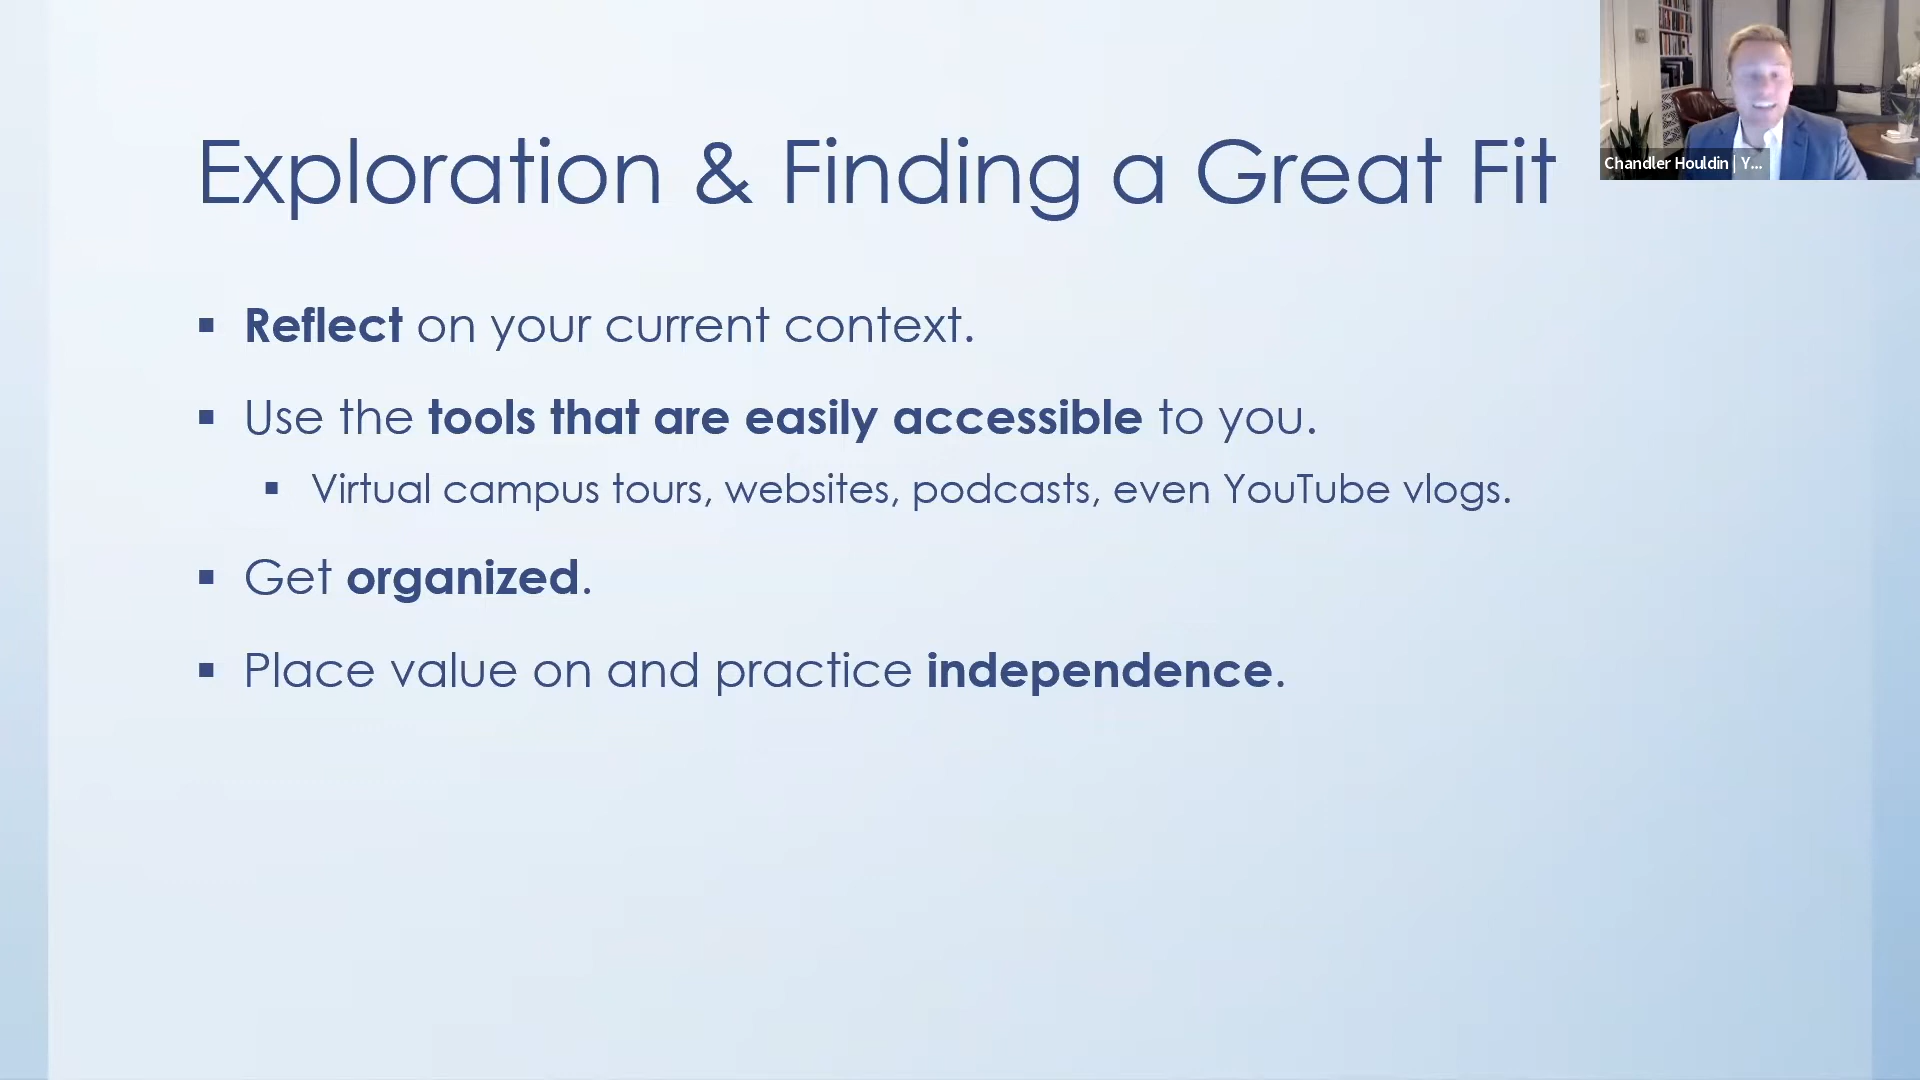 Exploration & Finding a Great Fit
Chandler Houldin | Y...
▪ Reflect on your current context.
▪ Use the tools that are easily accessible to you.
▪ Virtual campus tours, websites, podcasts, even YouTube vlogs.
▪ Get organized.
▪ Place value on and practice independence.